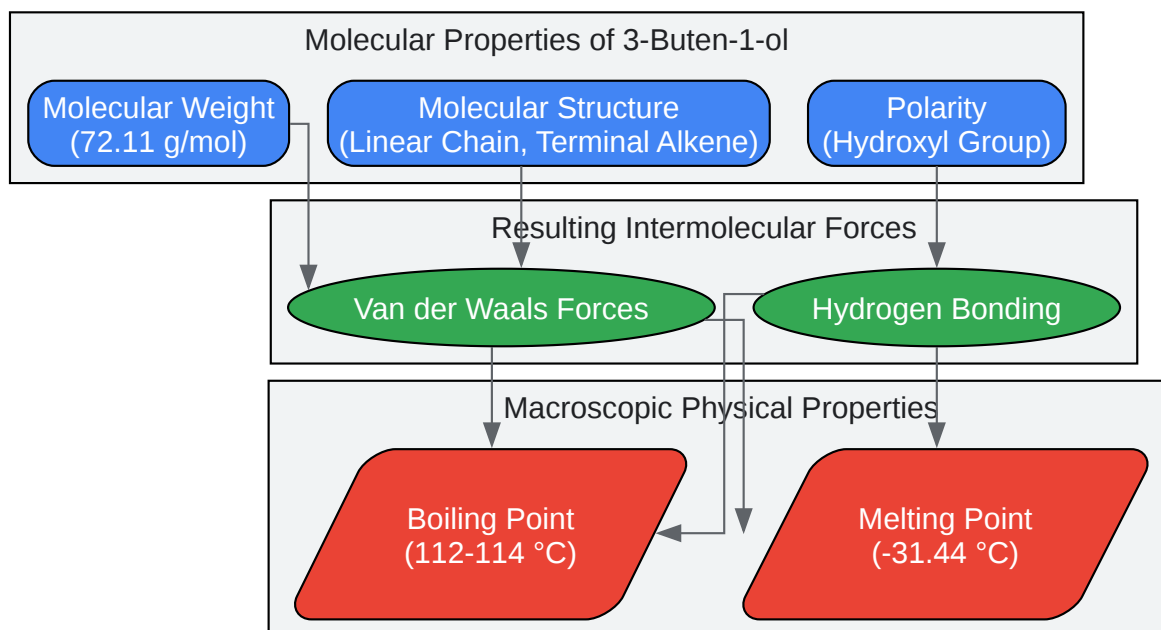 Molecular Properties of 3-Buten-1-ol
Molecular Weight
(72.11 g/mol)
Molecular Structure
(Linear Chain, Terminal Alkene)
Polarity
(Hydroxyl Group)
Resulting Intermolecular Forces
Van der Waals Forces
Hydrogen Bonding
Macroscopic Physical Properties
Boiling Point
(112-114 °C)
Melting Point
(-31.44 °C)